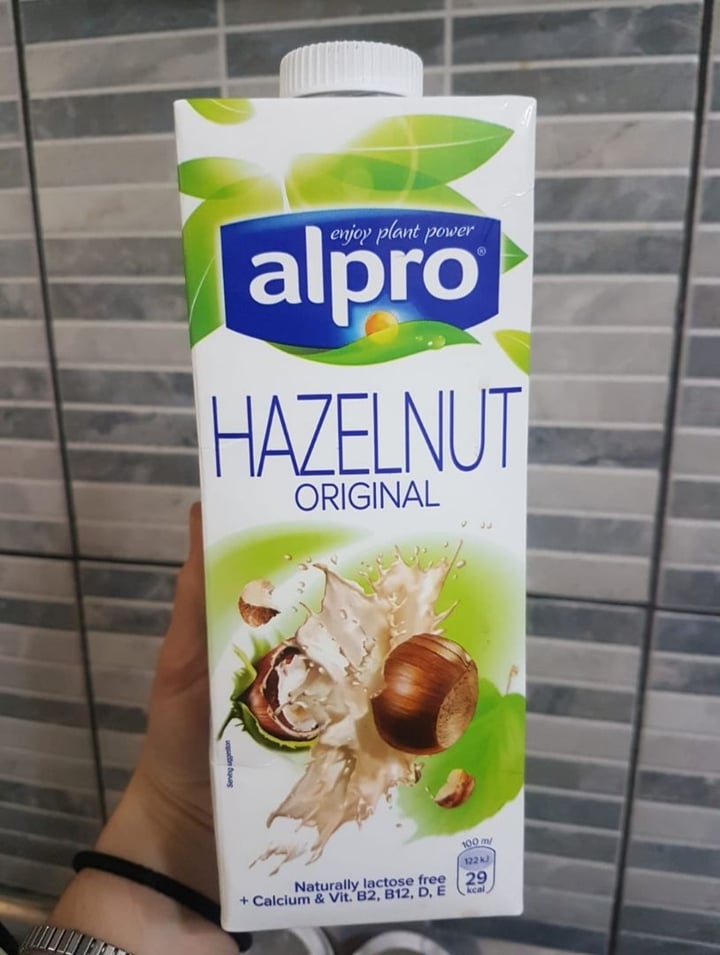 enjoy plant power
alpro®
HAZELNUT
ORIGINAL
Serving suggestion
100 ml
122 kJ
29
kcal
Naturally lactose free
+ Calcium & Vit. B2, B12, D, E